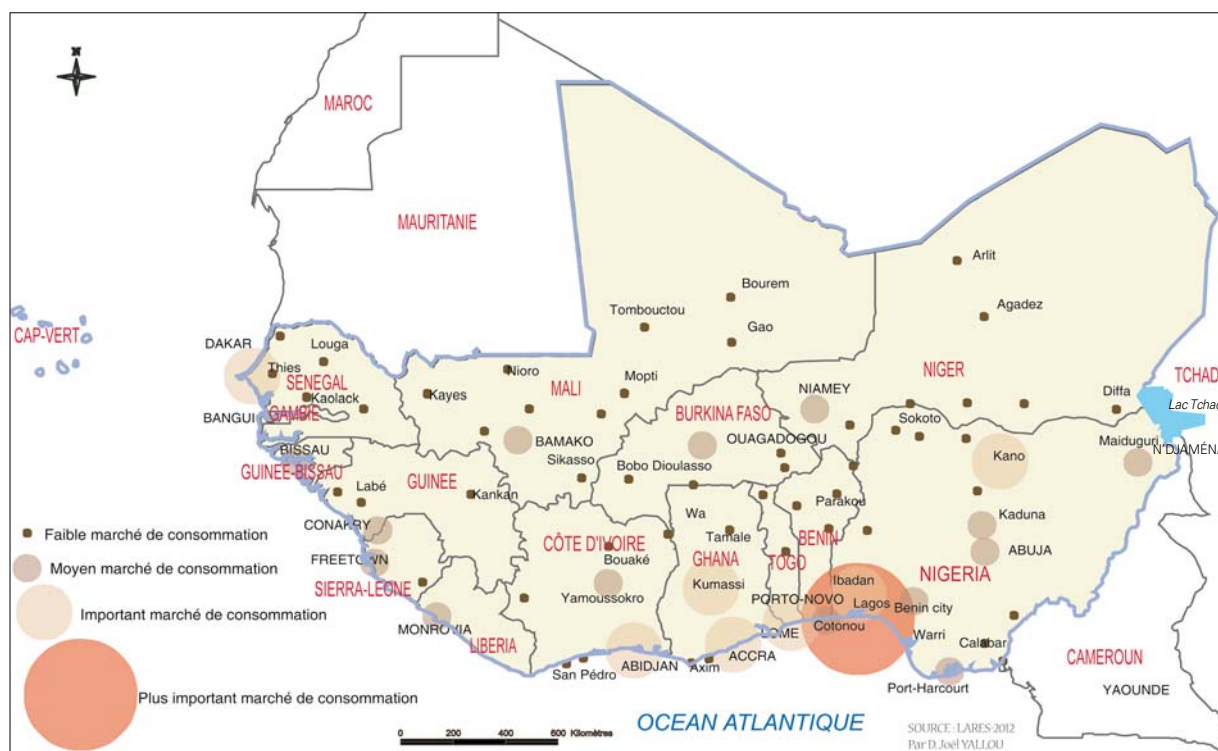 N
MAROC
MAURITANIE
CAP-VERT
Arlit
Bourem
Agadez
Tombouctou
Gao
DAKAR
Louga
Thies
SENEGAL
Nioro
MALI
Mopti
NIGER
TCHAD
Kayes
Kaolack
NIAMEY
Diffa
Lac Tchad
BANGUI
GAMBIE
BURKINA FASO
Sokoto
BISSAU
BAMAKO
OUAGADOGOU
Maiduguri
N'DJAMENA
GUINEE-BISSAU
Sikasso
Bobo Dioulasso
Kano
GUINEE
Labé
Kankan
Parakou
Wa
CONAKRY
Kaduna
Tamale
BENIN
CÔTE D'IVOIRE
Bouaké
GHANA
TOGO
ABUJA
FREETOWN
NIGERIA
SIERRA-LEONE
Kumassi
Ibadan
Yamoussokro
PORTO-NOVO
Lagos
Benin city
MONROVIA
LOME
Cotonou
Warri
LIBERIA
Calabar
ABIDJAN
ACCRA
San Pédro
Axim
CAMEROUN
Port-Harcourt
YAOUNDE
Faible marché de consommation
Moyen marché de consommation
Important marché de consommation
Plus important marché de consommation
200 0 200 400 600 Kilomètres
OCEAN ATLANTIQUE
SOURCE : LARES-2012
Par D. Joël YALLOU